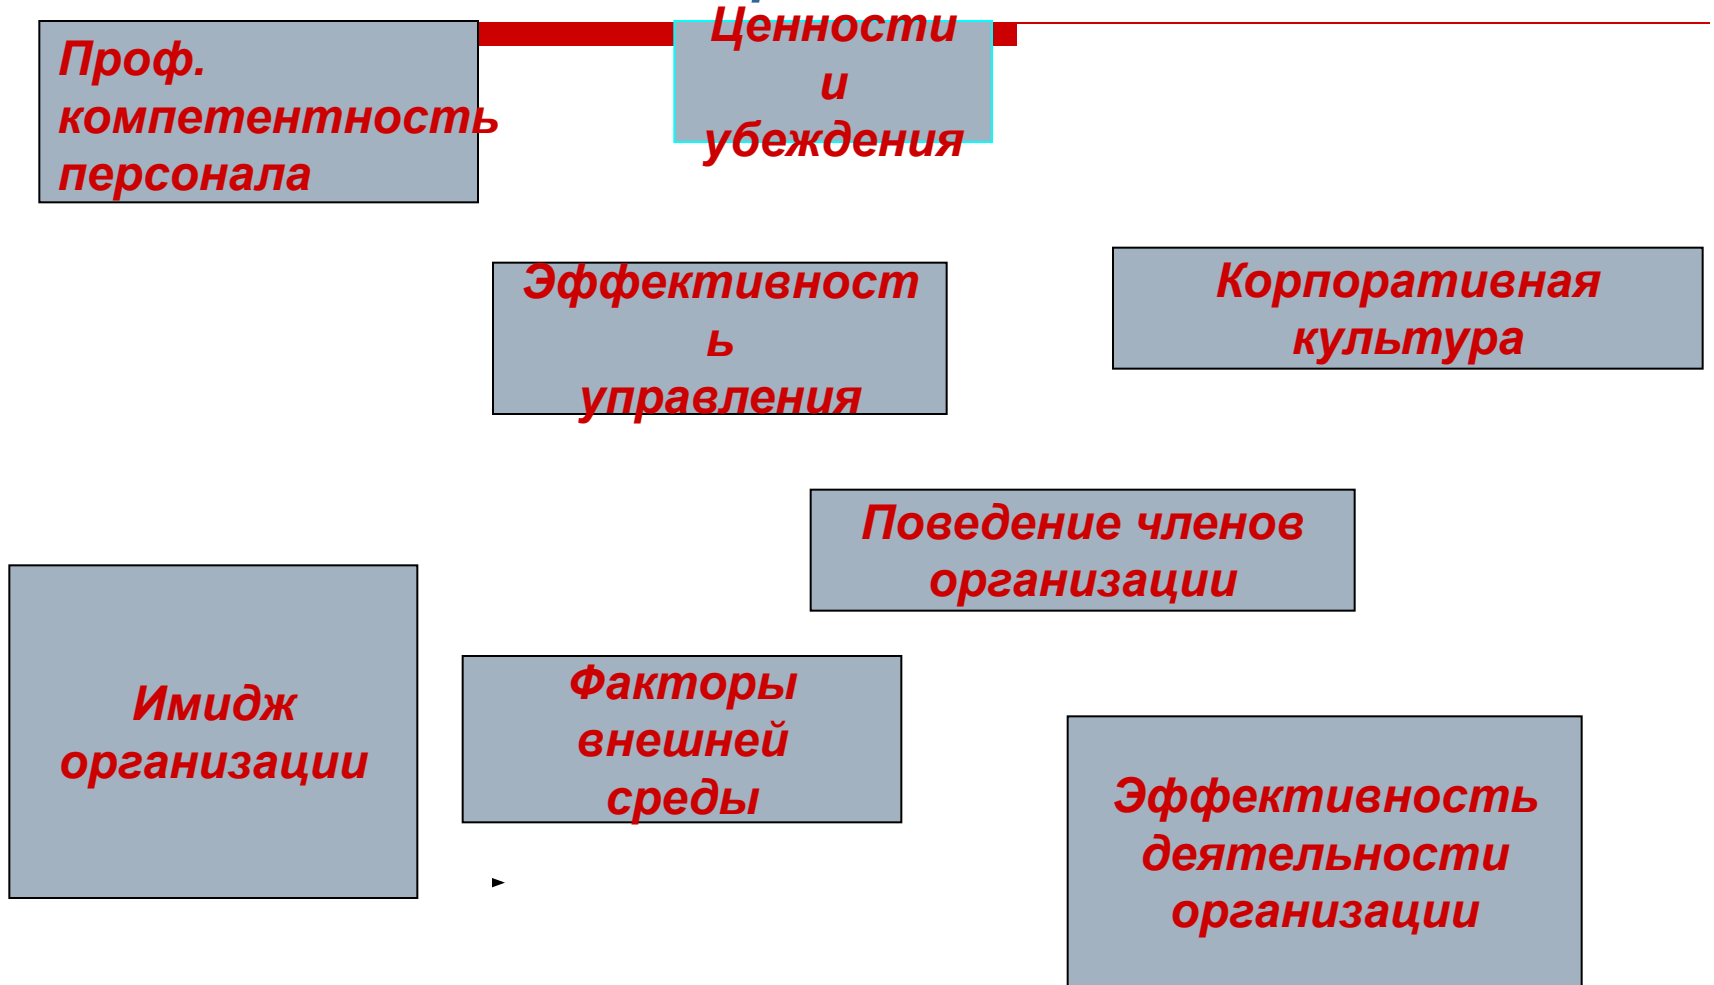 Проф.
компетентность
персонала
Ценности
и
убеждения
Эффективност
ь
управления
Корпоративная
культура
Поведение членов
организации
Имидж
организации
Факторы
внешней
среды
Эффективность
деятельности
организации